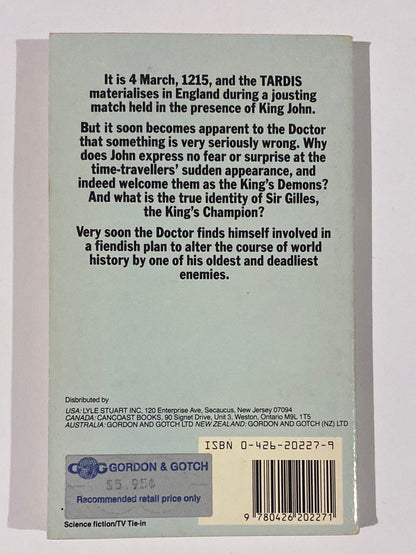 It is 4 March, 1215, and the TARDIS
materialises in England during a jousting
match held in the presence of King John.
But it soon becomes apparent to the Doctor
that something is very seriously wrong. Why
does John express no fear or surprise at the
time-travellers' sudden appearance, and
indeed welcome them as the King's Demons?
And what is the true identity of Sir Gilles,
the King's Champion?
Very soon the Doctor finds himself involved in
a fiendish plan to alter the course of world
history by one of his oldest and deadliest
enemies.
Disbributed by
USA: LYLE STUART INC, 120 Enterprise Ave, Secaucus, New Jersey 07094
CANADA: CANCOAST BOOKS, 90 Signet Drive, Unit 3, Weston, Ontario M9L 1T5
AUSTRALIA: GORDON AND GOTCH LTD NEW ZEALAND: GORDON AND GOTCH (NZ) LTD
ISBN 0-426-20227-9
GORDON & GOTCH
$5.95¢
Recommended retail price only
9 780426 202271
Science fiction/TV Tie-in